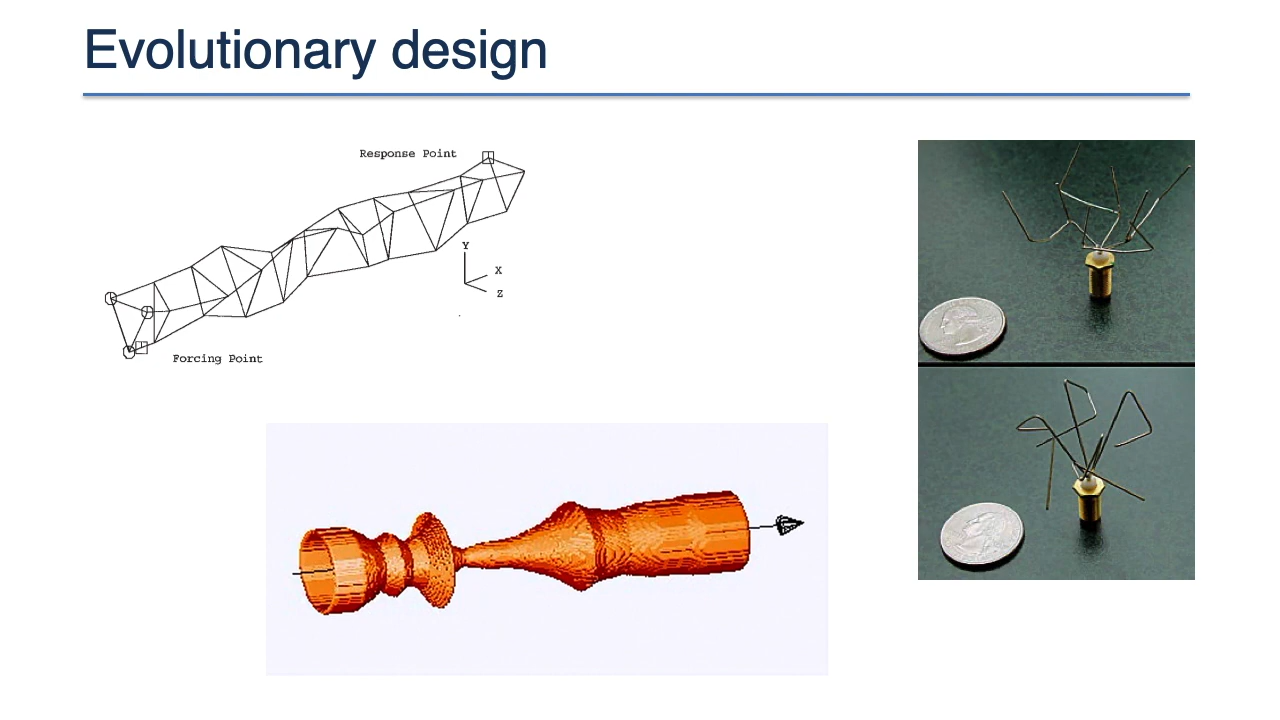 Evolutionary design
Response Point
Y
X
Z
Forcing Point